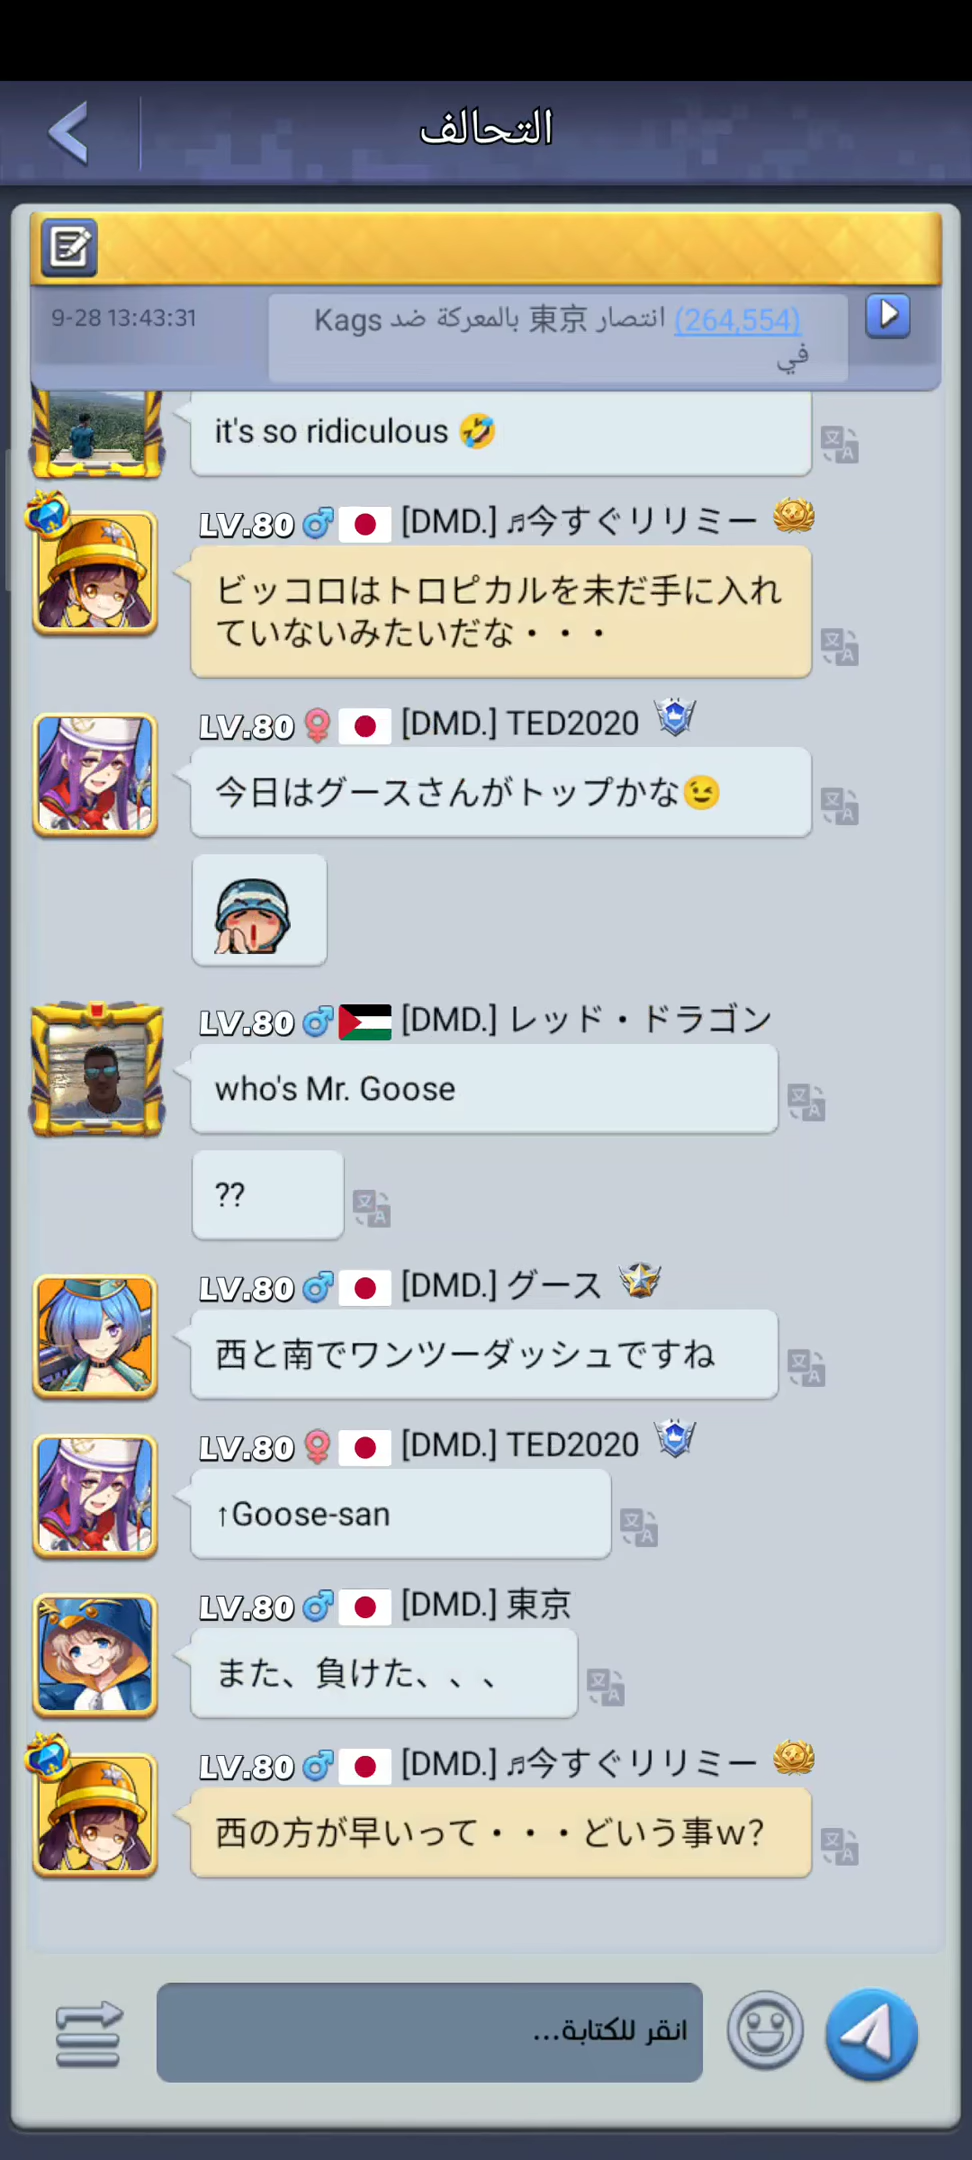 التحالف
9-28 13:43:31
(264,554) انتصار 東京 بالمعركة ضد Kags
في
it's so ridiculous 🤣
LV.80 ♂ [DMD.] ♬今すぐリリミー
ビッコロはトロピカルを未だ手に入れ
ていないみたいだな・・・
LV.80 ♀ [DMD.] TED2020
今日はグースさんがトップかな😉
LV.80 ♂ [DMD.] レッド・ドラゴン
who's Mr. Goose
??
LV.80 ♂ [DMD.] グース
西と南でワンツーダッシュですね
LV.80 ♀ [DMD.] TED2020
↑Goose-san
LV.80 ♂ [DMD.] 東京
また、負けた、、、
LV.80 ♂ [DMD.] ♬今すぐリリミー
西の方が早いって・・・どいう事w?
انقر للكتابة...